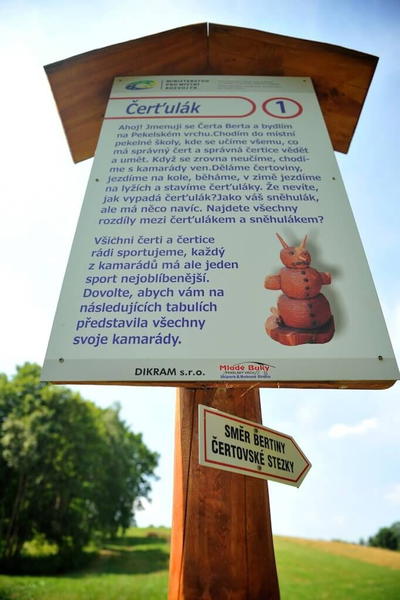 MINISTERSTVO
PRO MÍSTNÍ
ROZVOJ ČR
Čerťulák 1
Ahoj! Jmenuji se Čerta Berta a bydlím
na Pekelském vrchu.Chodím do místní
pekelné školy, kde se učíme všemu, co
má správný čert a správná čertice vědět
a umět. Když se zrovna neučíme, chodí-
me s kamarády ven.Děláme čertoviny,
jezdíme na kole, běháme, v zimě jezdíme
na lyžích a stavíme čerťuláky. Že nevíte,
jak vypadá čerťulák?Jako váš sněhulák,
ale má něco navíc. Najdete všechny
rozdíly mezi čerťulákem a sněhulákem?
Všichni čerti a čertice
rádi sportujeme, každý
z kamarádů má ale jeden
sport nejoblíbenější.
Dovolte, abych vám na
následujících tabulích
představila všechny
svoje kamarády.
DIKRAM s.r.o.
Mladé Buky
SMĚR BERTINY
ČERTOVSKÉ STEZKY